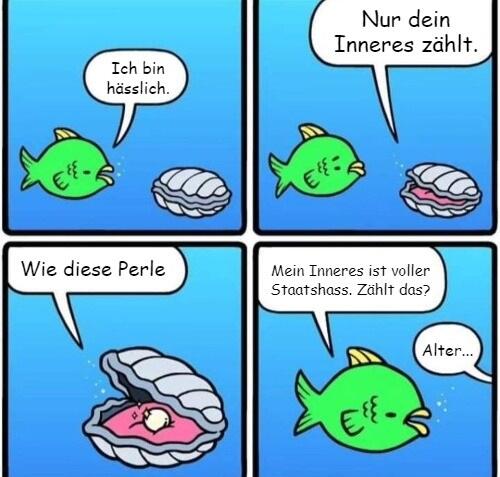 Ich bin
hässlich.
Nur dein
Inneres zählt.
Wie diese Perle
Mein Inneres ist voller
Staatshass. Zählt das?
Alter...